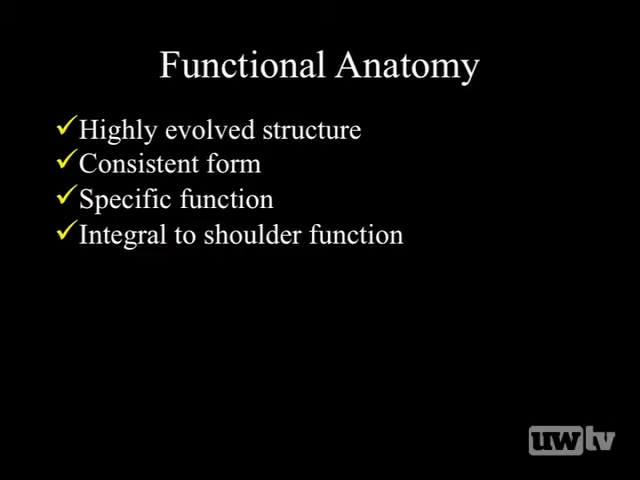 Functional Anatomy
Highly evolved structure
Consistent form
Specific function
Integral to shoulder function
uwtv